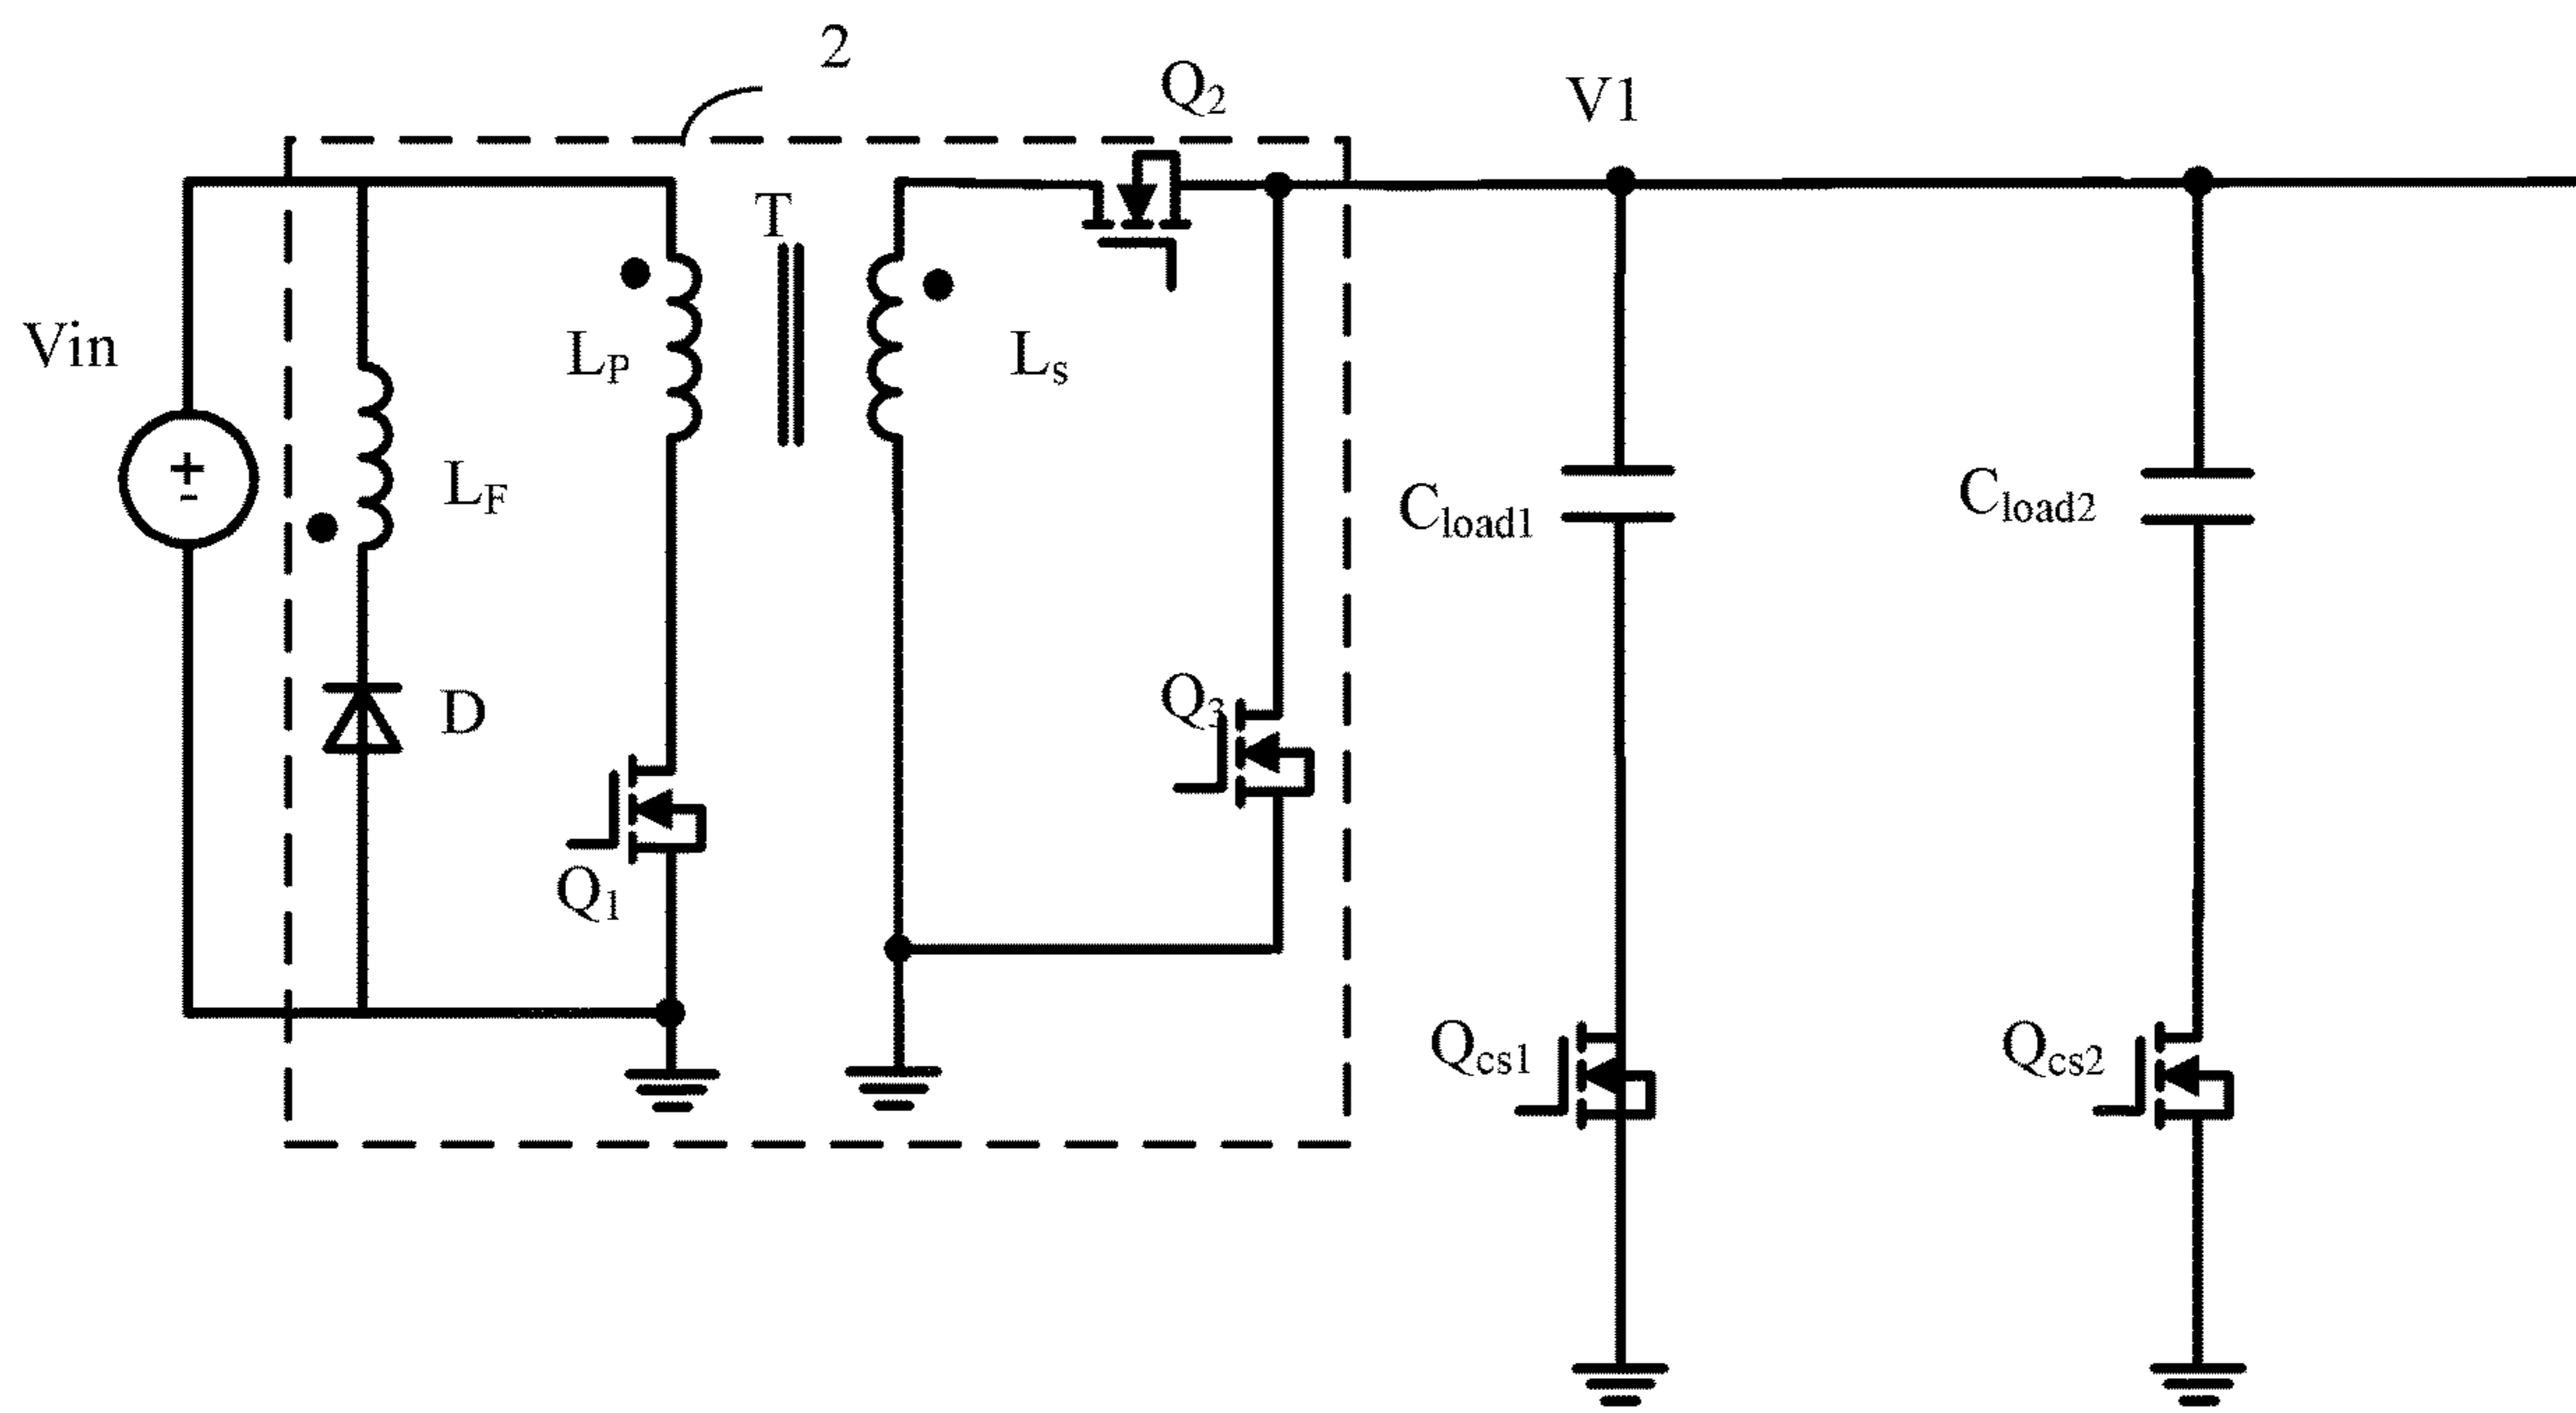 2
Q2
V1
T
Vin
LP
Ls
+
-
LF
Cload1
Cload2
D
Q3
Q1
Qcs1
Qcs2